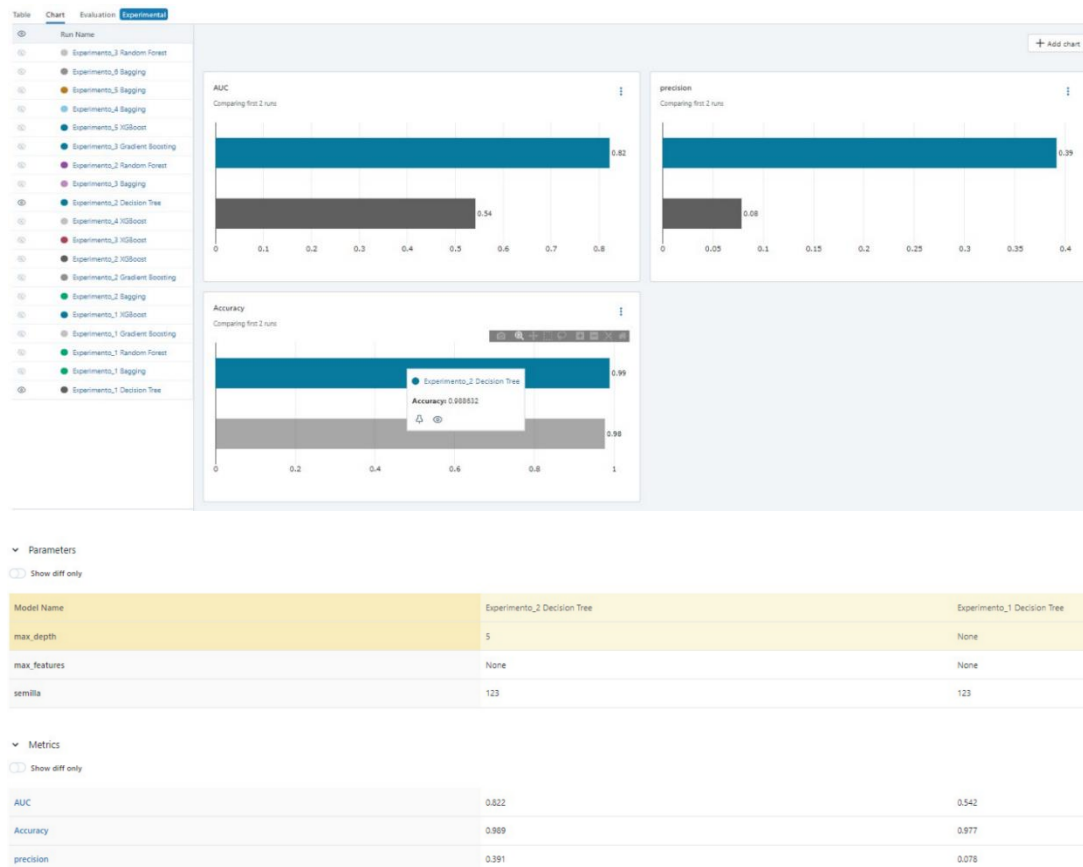 Table Chart Evaluation Experimental
Run Name
Experimento_3 Random Forest
Experimento_6 Bagging
Experimento_5 Bagging
Experimento_4 Bagging
Experimento_5 XGBoost
Experimento_3 Gradient Boosting
Experimento_2 Random Forest
Experimento_3 Bagging
Experimento_2 Decision Tree
Experimento_4 XGBoost
Experimento_3 XGBoost
Experimento_2 XGBoost
Experimento_2 Gradient Boosting
Experimento_2 Bagging
Experimento_1 XGBoost
Experimento_1 Gradient Boosting
Experimento_1 Random Forest
Experimento_1 Bagging
Experimento_1 Decision Tree
+ Add chart
AUC
Comparing first 2 runs
0.82
0.54
0 0.1 0.2 0.3 0.4 0.5 0.6 0.7 0.8
precision
Comparing first 2 runs
0.39
0.08
0 0.05 0.1 0.15 0.2 0.25 0.3 0.35 0.4
Accuracy
Comparing first 2 runs
0.99
Experimento_2 Decision Tree
Accuracy: 0.988632
0.98
0 0.2 0.4 0.6 0.8 1
Parameters
Show diff only
Model Name Experimento_2 Decision Tree Experimento_1 Decision Tree
max_depth 5 None
max_features None None
semilla 123 123
Metrics
Show diff only
AUC 0.822 0.542
Accuracy 0.989 0.977
precision 0.391 0.078